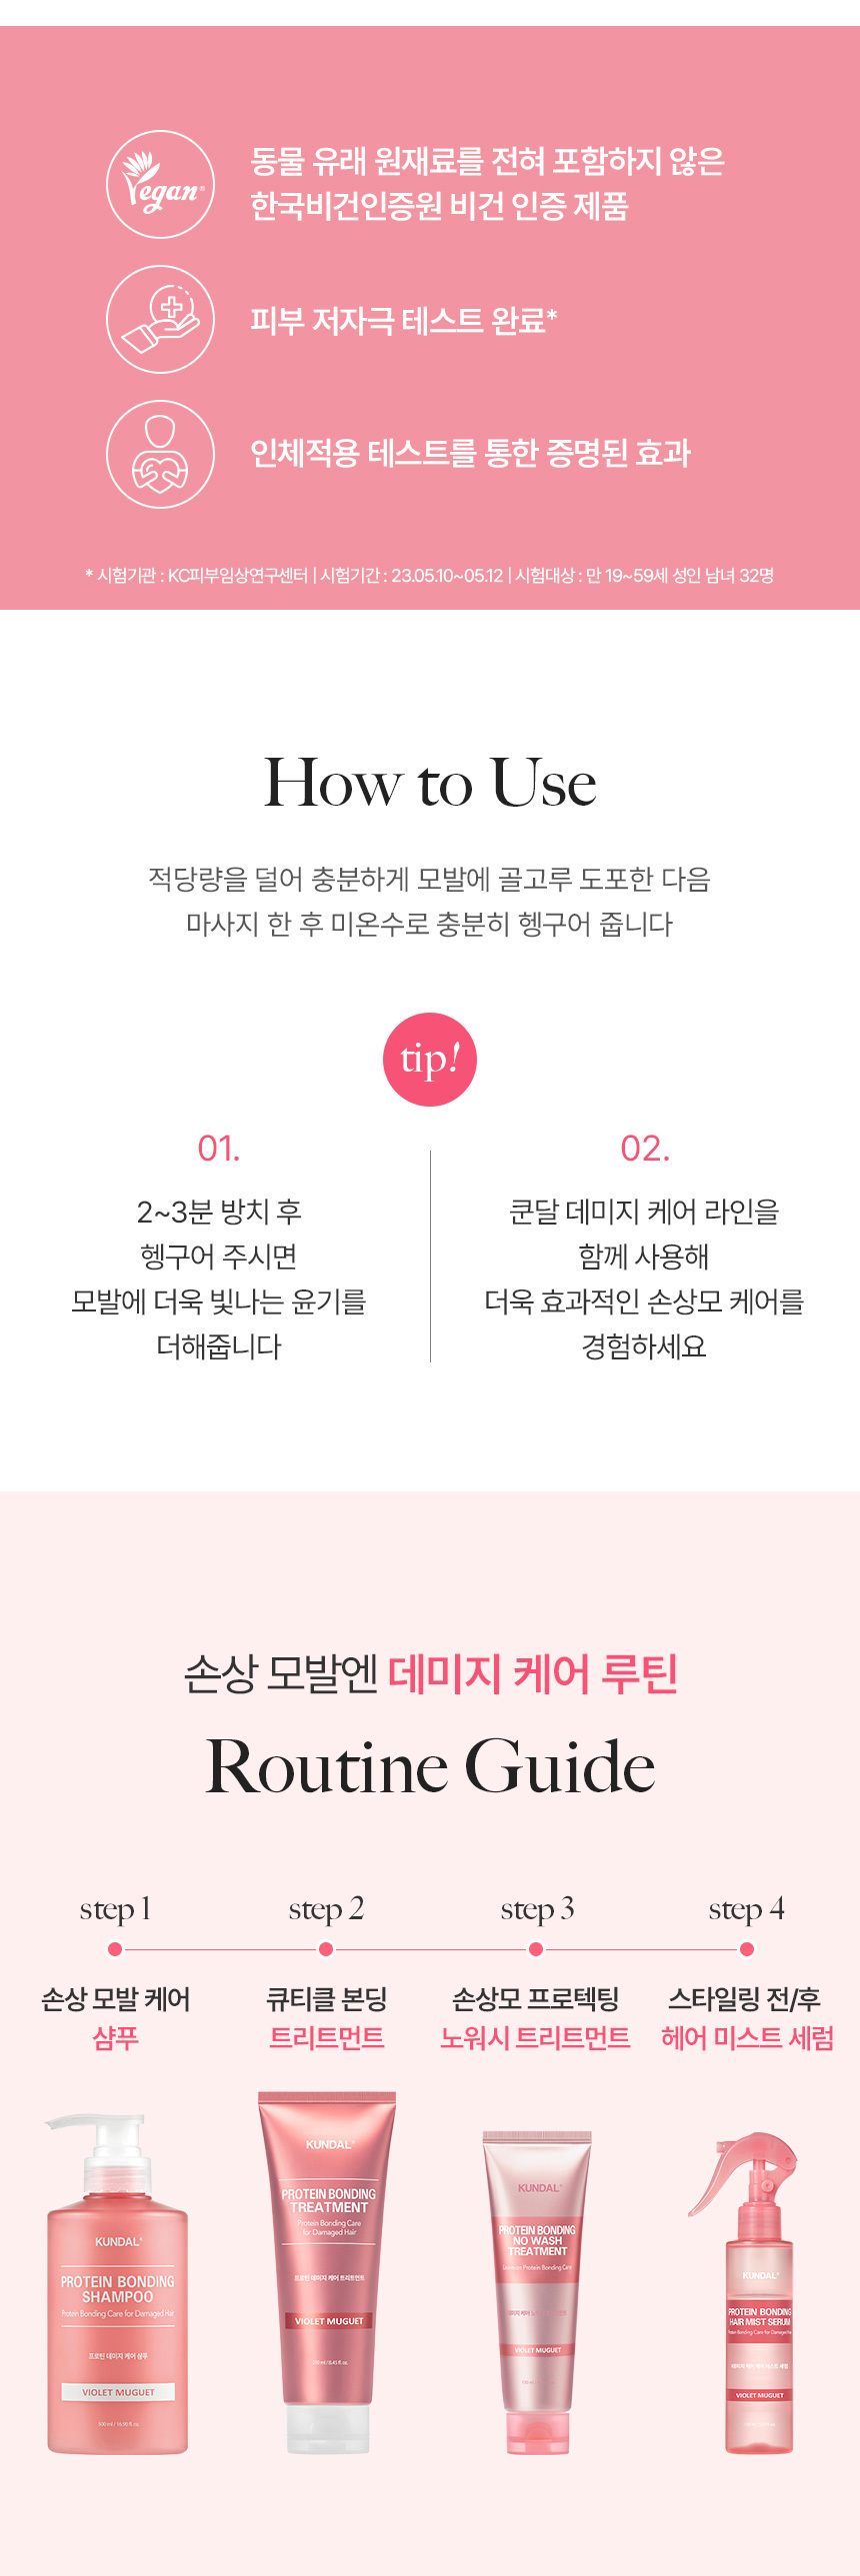 Vegan®
동물 유래 원재료를 전혀 포함하지 않은
한국비건인증원 비건 인증 제품
피부 저자극 테스트 완료*
인체적용 테스트를 통한 증명된 효과
* 시험기관 : KC피부임상연구센터 | 시험기간 : 23.05.10~05.12 | 시험대상 : 만 19~59세 성인 남녀 32명
How to Use
적당량을 덜어 충분하게 모발에 골고루 도포한 다음
마사지 한 후 미온수로 충분히 헹구어 줍니다
tip!
01.
2~3분 방치 후
헹구어 주시면
모발에 더욱 빛나는 윤기를
더해줍니다
02.
쿤달 데미지 케어 라인을
함께 사용해
더욱 효과적인 손상모 케어를
경험하세요
손상 모발엔 데미지 케어 루틴
Routine Guide
step 1
손상 모발 케어
샴푸
step 2
큐티클 본딩
트리트먼트
step 3
손상모 프로텍팅
노워시 트리트먼트
step 4
스타일링 전/후
헤어 미스트 세럼
KUNDAL®
PROTEIN BONDING
SHAMPOO
Protein Bonding Care for Damaged Hair
프로틴 데미지 케어 샴푸
VIOLET MUGUET
500 ml / 16.90 fl. oz.
KUNDAL®
PROTEIN BONDING
TREATMENT
Protein Bonding Care
for Damaged Hair
프로틴 데미지 케어 트리트먼트
VIOLET MUGUET
KUNDAL®
PROTEIN BONDING
NO WASH
TREATMENT
Protein Bonding Care
VIOLET MUGUET
KUNDAL®
PROTEIN BONDING
HAIR MIST SERUM
Protein Bonding Care for Damaged
VIOLET MUGUET